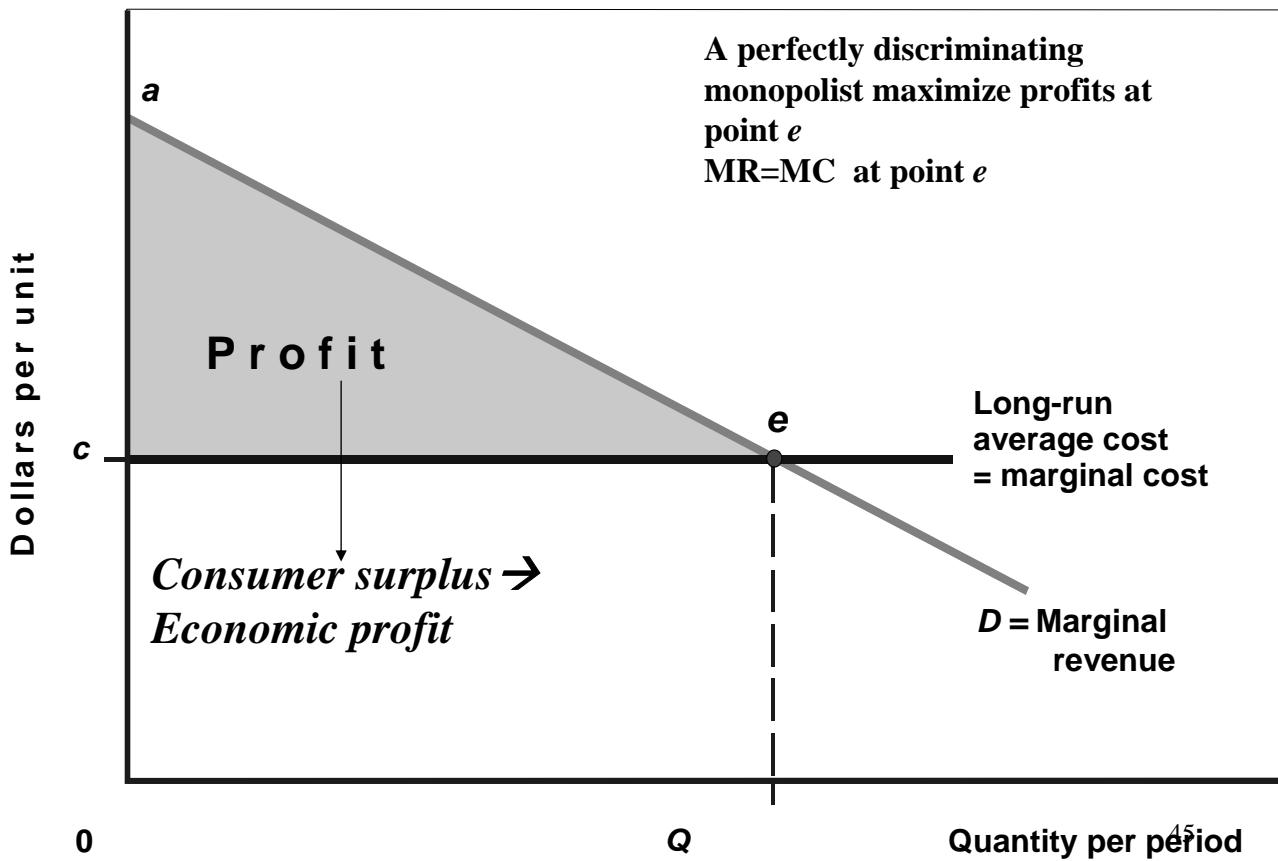 A perfectly discriminating
monopolist maximize profits at
point e
MR=MC at point e
a
Dollars per unit
Profit
e
c
Long-run
average cost
= marginal cost
Consumer surplus →
Economic profit
D = Marginal
revenue
0
Q
Quantity per period
45